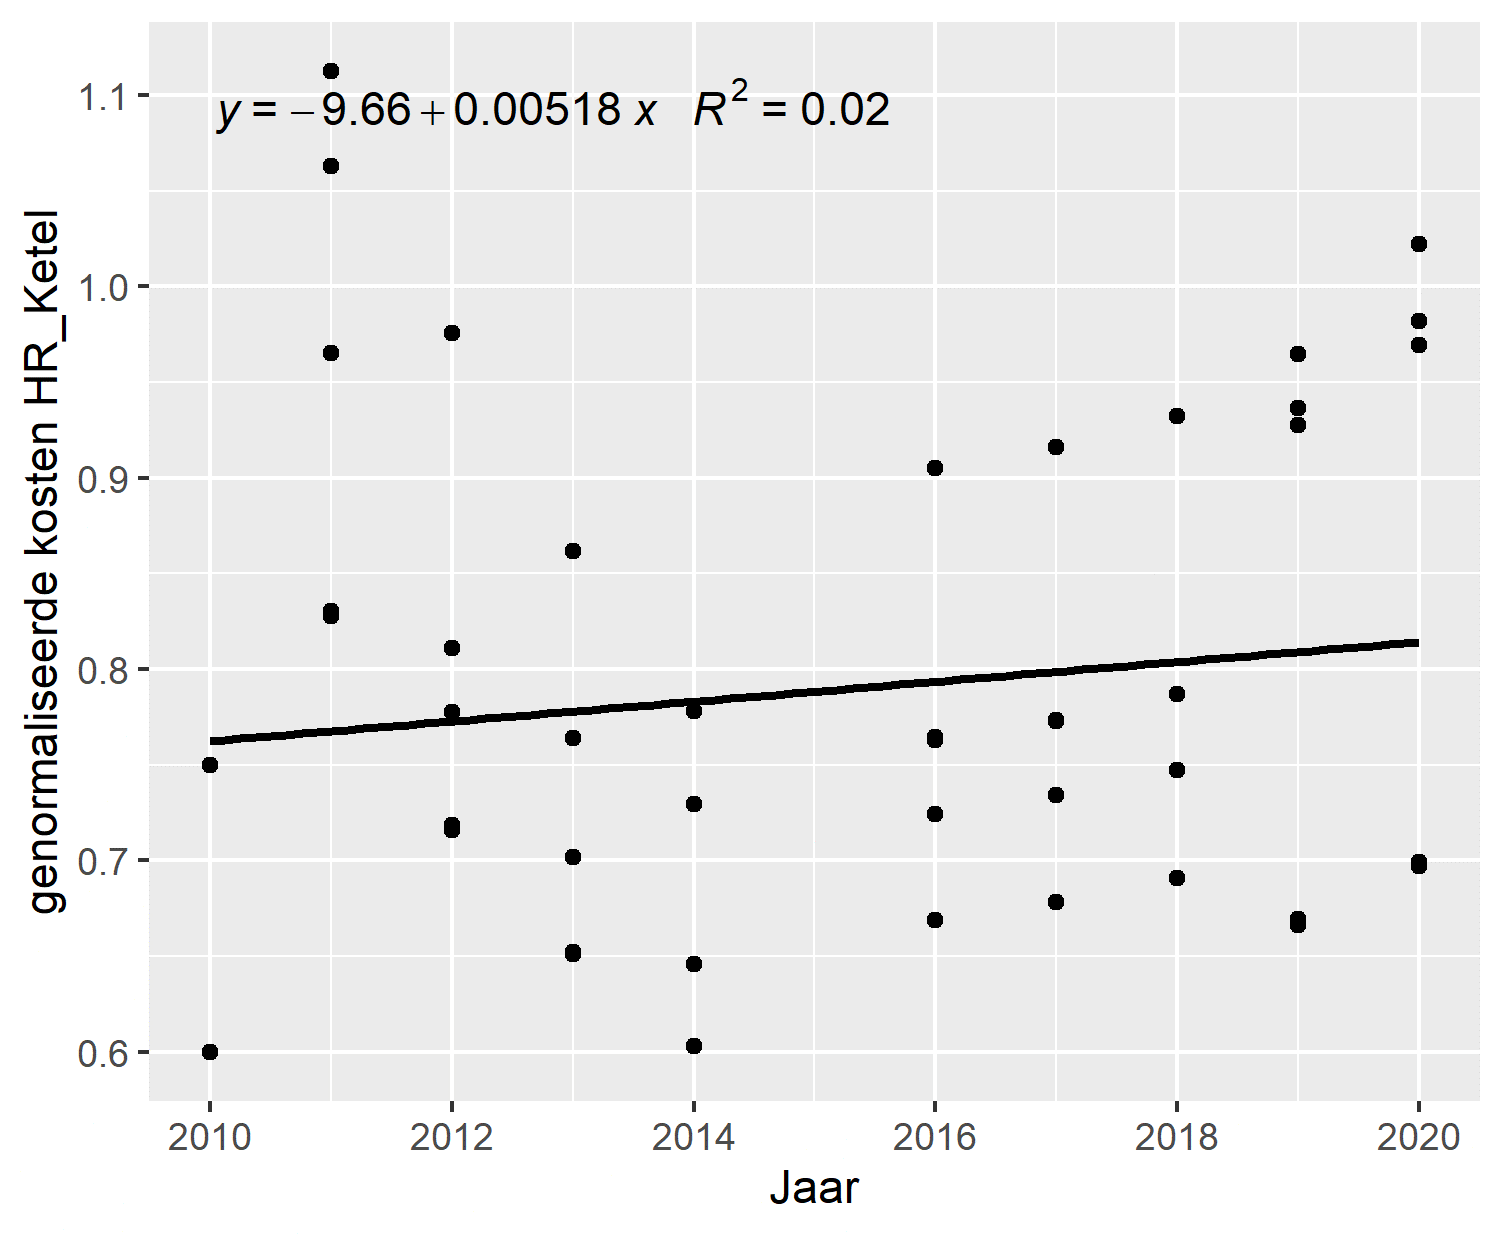 y = −9.66+0.00518 x R² = 0.02
1.1
1.0
0.9
0.8
0.7
0.6
genormaliseerde kosten HR_Ketel
2010 2012 2014 2016 2018 2020
Jaar